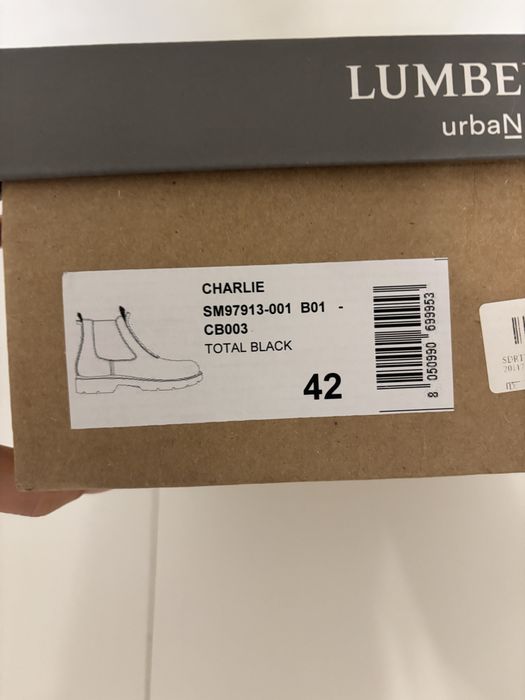 LUMBE
urbaN
CHARLIE
SM97913-001 B01 -
CB003
TOTAL BLACK
42
8 050990 699953